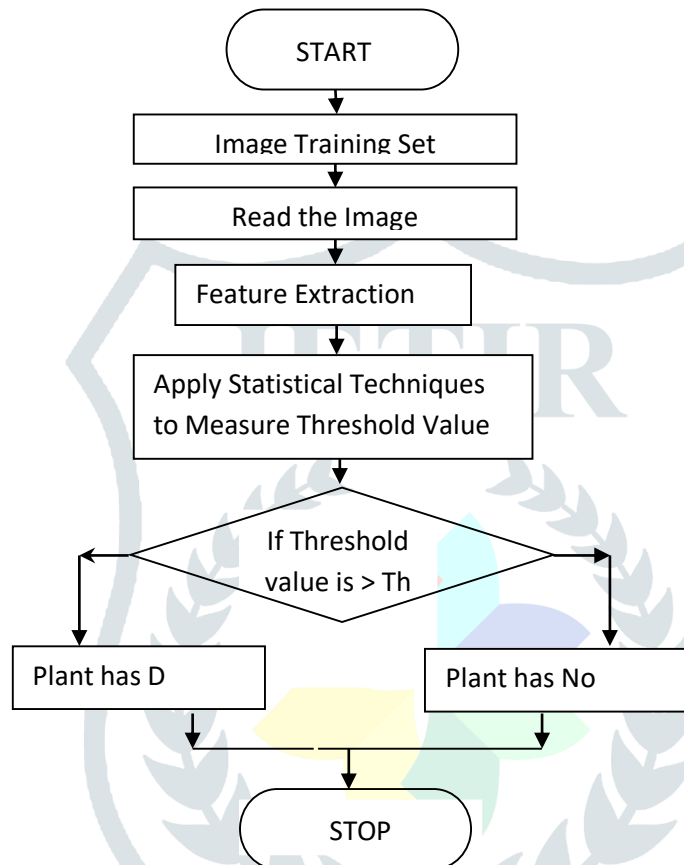 START
Image Training Set
Read the Image
Feature Extraction
JETIR
Apply Statistical Techniques
to Measure Threshold Value
If Threshold
value is > Th
Plant has D
Plant has No
STOP